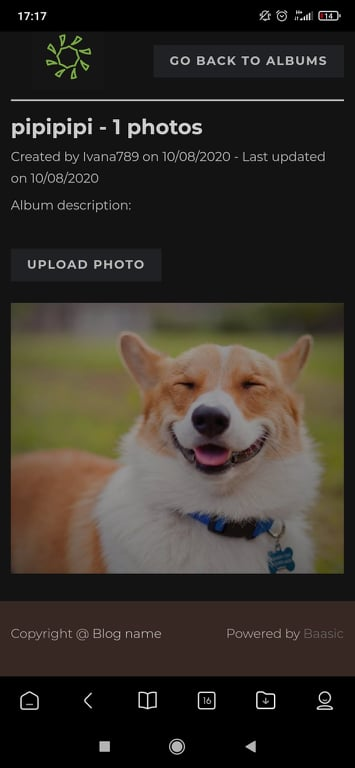 17:17
14
GO BACK TO ALBUMS
pipipipi - 1 photos
Created by Ivana789 on 10/08/2020 - Last updated
on 10/08/2020
Album description:
UPLOAD PHOTO
Copyright @ Blog name
Powered by Baasic
16